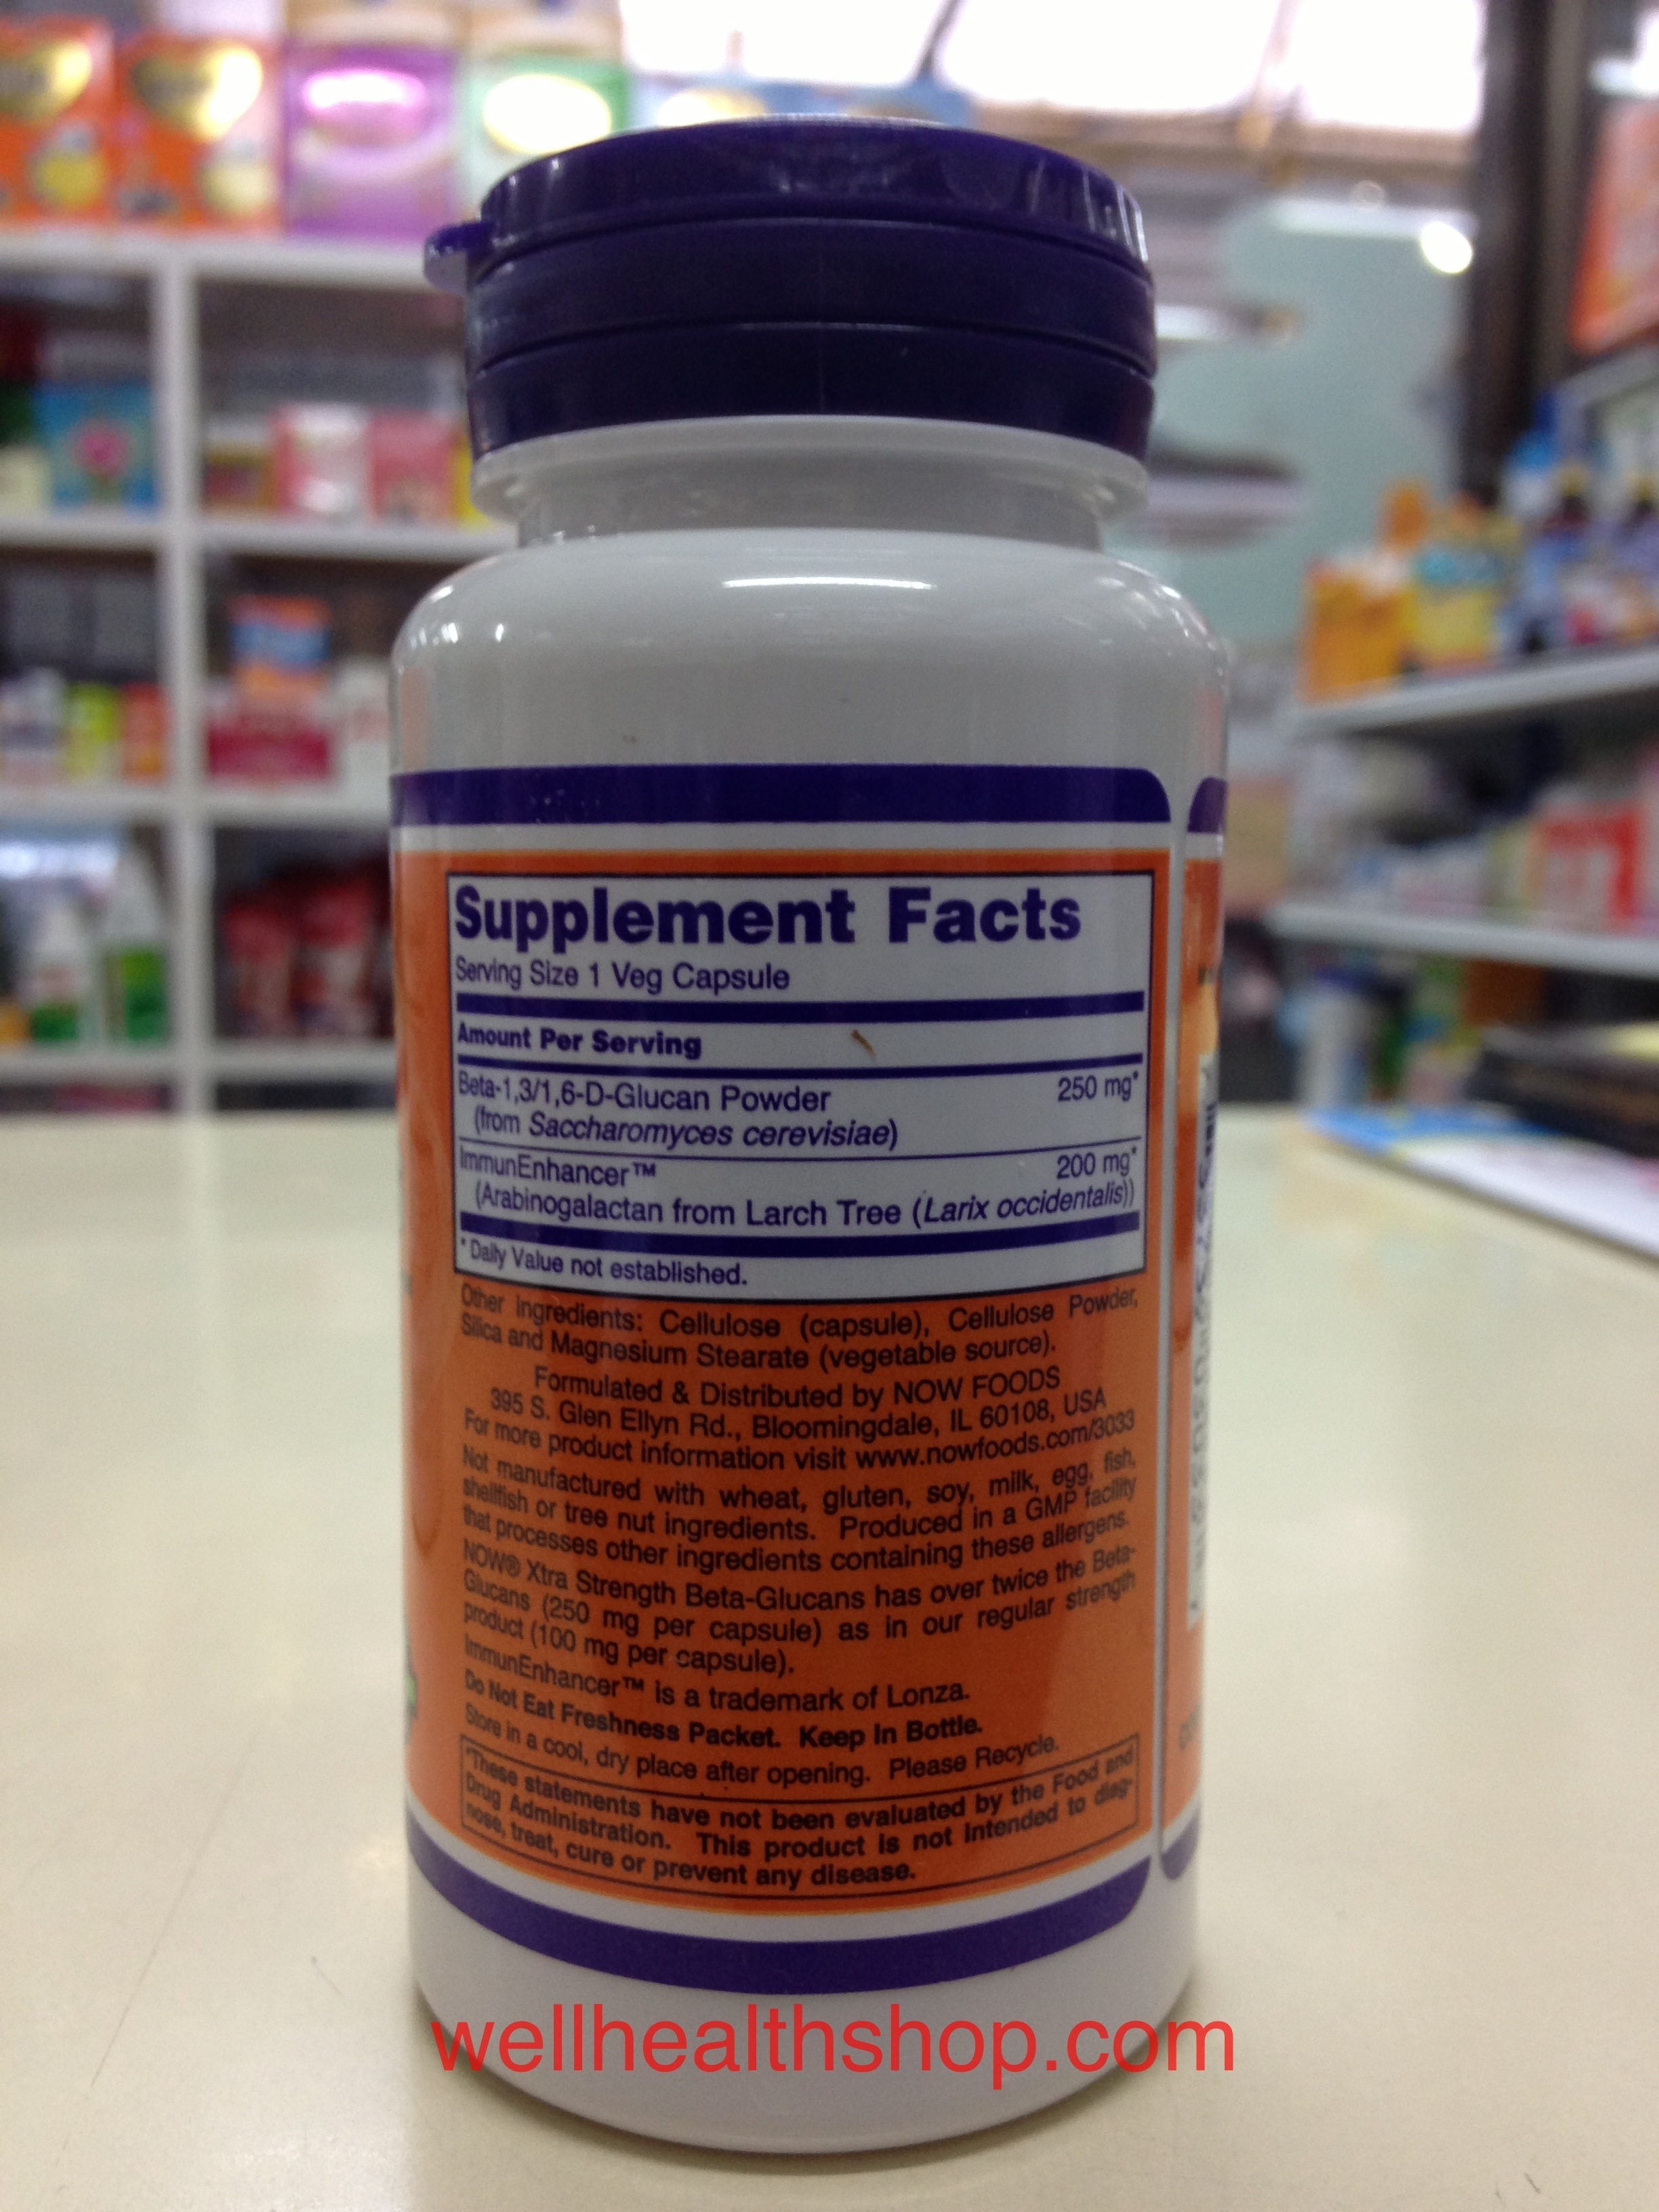 Supplement Facts
Serving Size 1 Veg Capsule
Amount Per Serving
Beta-1,3/1,6-D-Glucan Powder 250 mg*
(from Saccharomyces cerevisiae)
ImmunEnhancer™ 200 mg*
(Arabinogalactan from Larch Tree (Larix occidentalis))
* Daily Value not established.
Other ingredients: Cellulose (capsule), Cellulose Powder,
Silica and Magnesium Stearate (vegetable source).
Formulated & Distributed by NOW FOODS
395 S. Glen Ellyn Rd., Bloomingdale, IL 60108, USA
For more product information visit www.nowfoods.com/3033
Not manufactured with wheat, gluten, soy, milk, egg, fish,
shellfish or tree nut ingredients. Produced in a GMP facility
that processes other ingredients containing these allergens.
NOW® Xtra Strength Beta-Glucans has over twice the Beta-
Glucans (250 mg per capsule) as in our regular strength
product (100 mg per capsule).
ImmunEnhancer™ is a trademark of Lonza.
Do Not Eat Freshness Packet. Keep In Bottle.
Store in a cool, dry place after opening. Please Recycle.
*These statements have not been evaluated by the Food and
Drug Administration. This product is not intended to diag-
nose, treat, cure or prevent any disease.
wellhealthshop.com